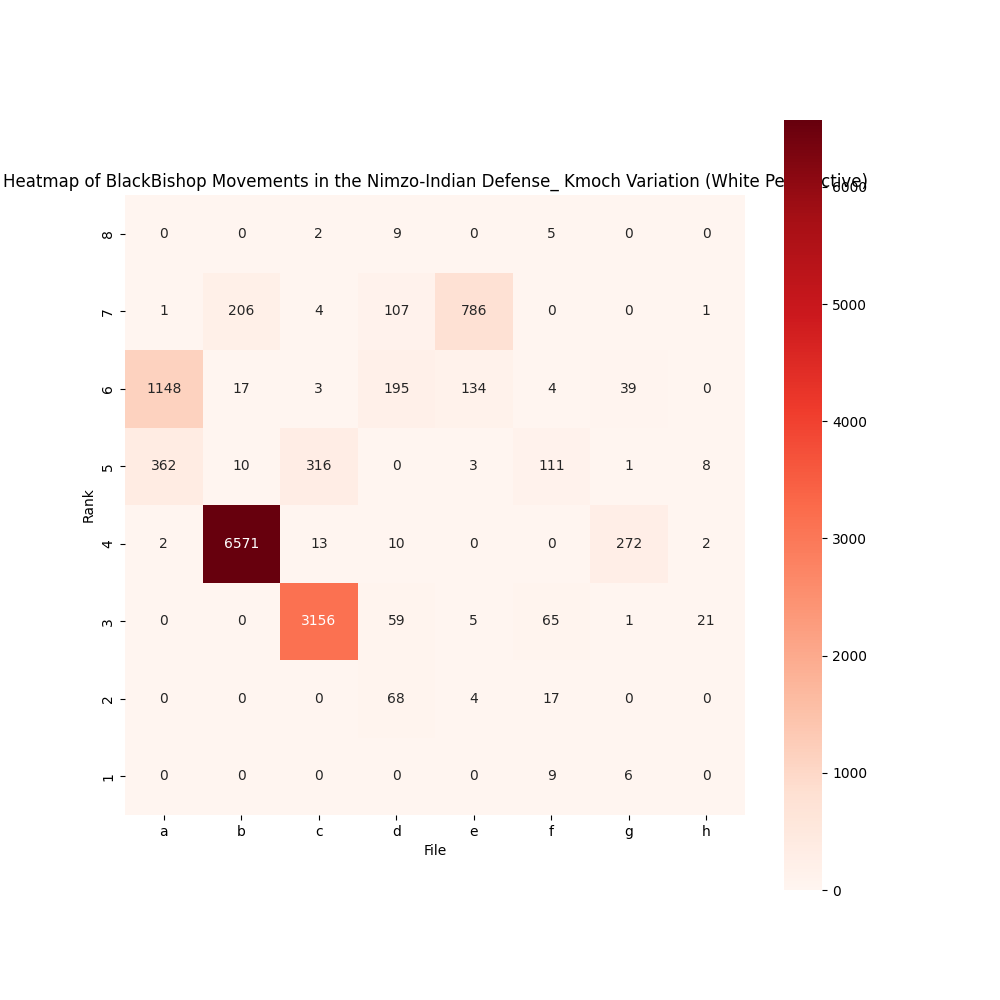 Heatmap of BlackBishop Movements in the Nimzo-Indian Defense_ Kmoch Variation (White Pe ctive)
6000
8 0 0 2 9 0 5 0 0
7 1 206 4 107 786 0 0 1
5000
6 1148 17 3 195 134 4 39 0
4000
5 362 10 316 0 3 111 1 8
Rank
4 2 6571 13 10 0 0 272 2
3000
3 0 0 3156 59 5 65 1 21
2000
2 0 0 0 68 4 17 0 0
1 0 0 0 0 0 9 6 0
1000
a b c d e f g h
File
0